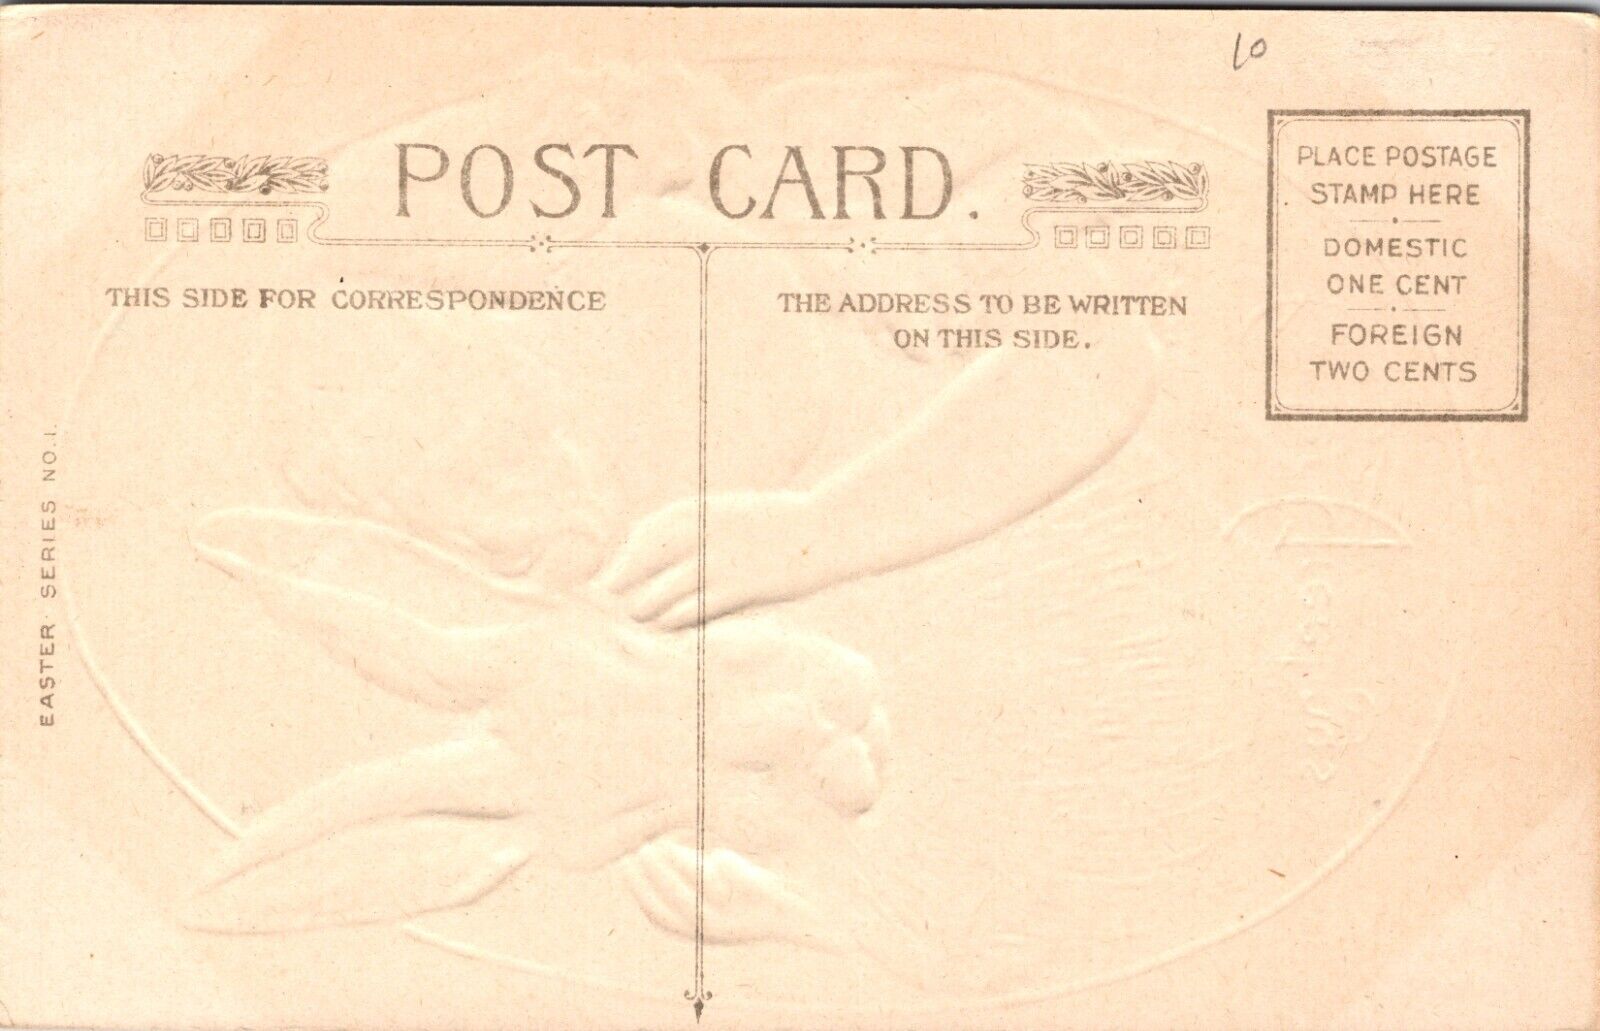 10
POST CARD.
PLACE POSTAGE
STAMP HERE
DOMESTIC
ONE CENT
FOREIGN
TWO CENTS
THIS SIDE FOR CORRESPONDENCE
THE ADDRESS TO BE WRITTEN
ON THIS SIDE.
EASTER SERIES NO. 1.